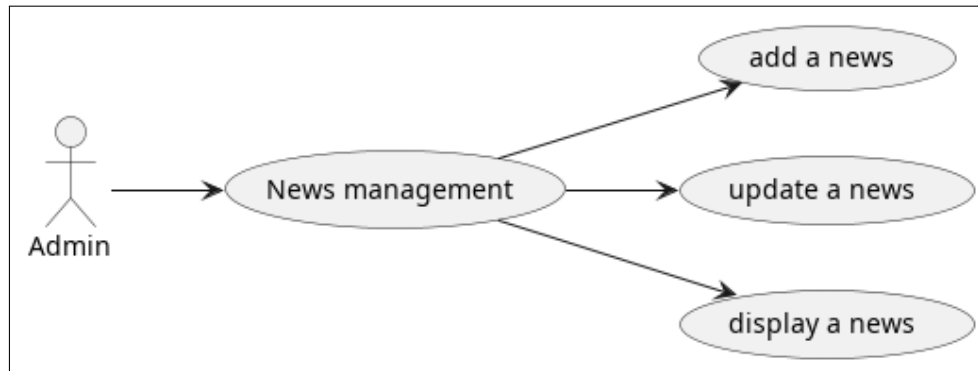 add a news
News management
update a news
Admin
display a news